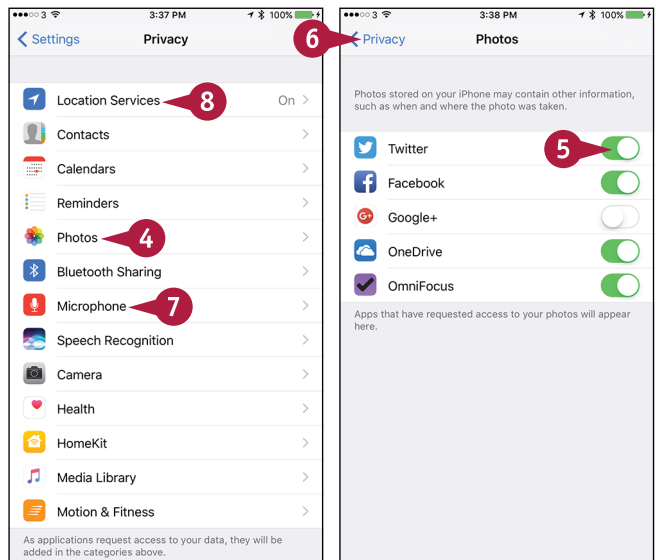 3 3:37 PM 100%
Settings Privacy
Location Services 8 On
Contacts
Calendars
Reminders
Photos 4
Bluetooth Sharing
Microphone 7
Speech Recognition
Camera
Health
HomeKit
Media Library
Motion & Fitness
As applications request access to your data, they will be
added in the categories above.
3 3:38 PM 100%
6 Privacy Photos
Photos stored on your iPhone may contain other information,
such as when and where the photo was taken.
Twitter 5
Facebook
G+ Google+
OneDrive
OmniFocus
Apps that have requested access to your photos will appear
here.